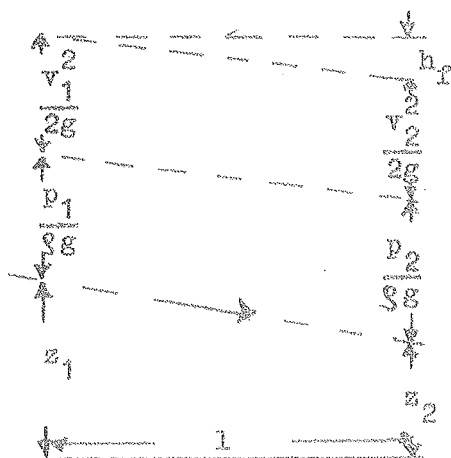 h_f
v_1^2
2g
v_2^2
2g
p_1
ρg
p_2
ρg
z_1
z_2
l